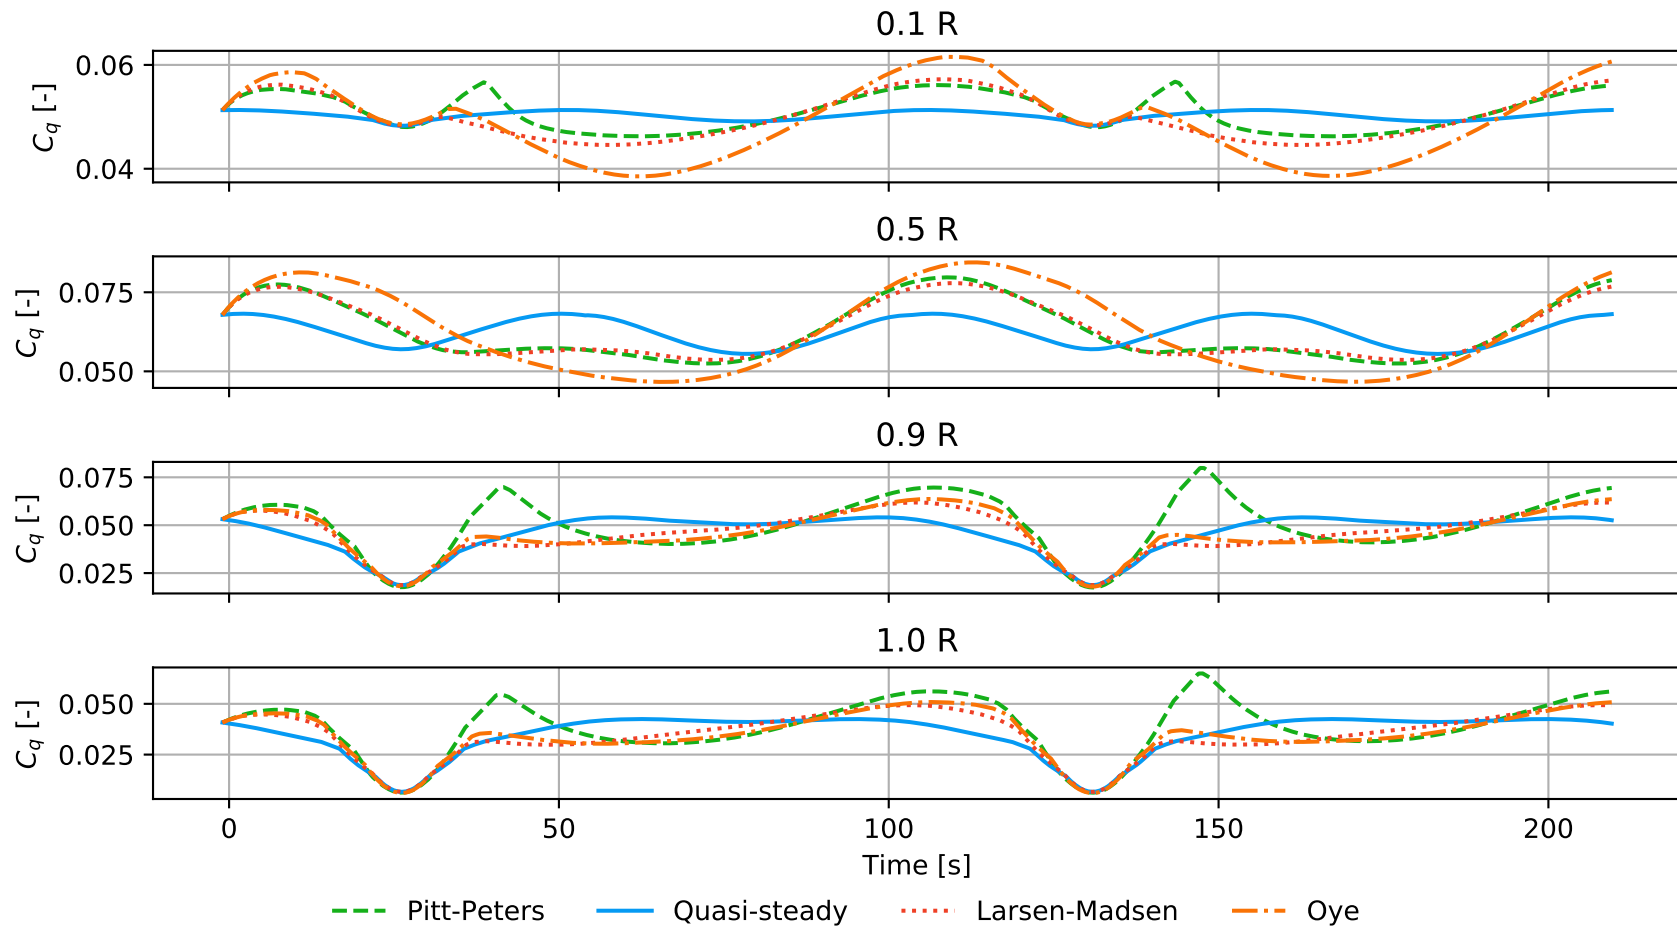 0.1 R
0.06
0.04
C_q [-]
0.5 R
0.075
0.050
C_q [-]
0.9 R
0.075
0.050
0.025
C_q [-]
1.0 R
0.050
0.025
C_q [-]
0 50 100 150 200
Time [s]
Pitt-Peters Quasi-steady Larsen-Madsen Oye